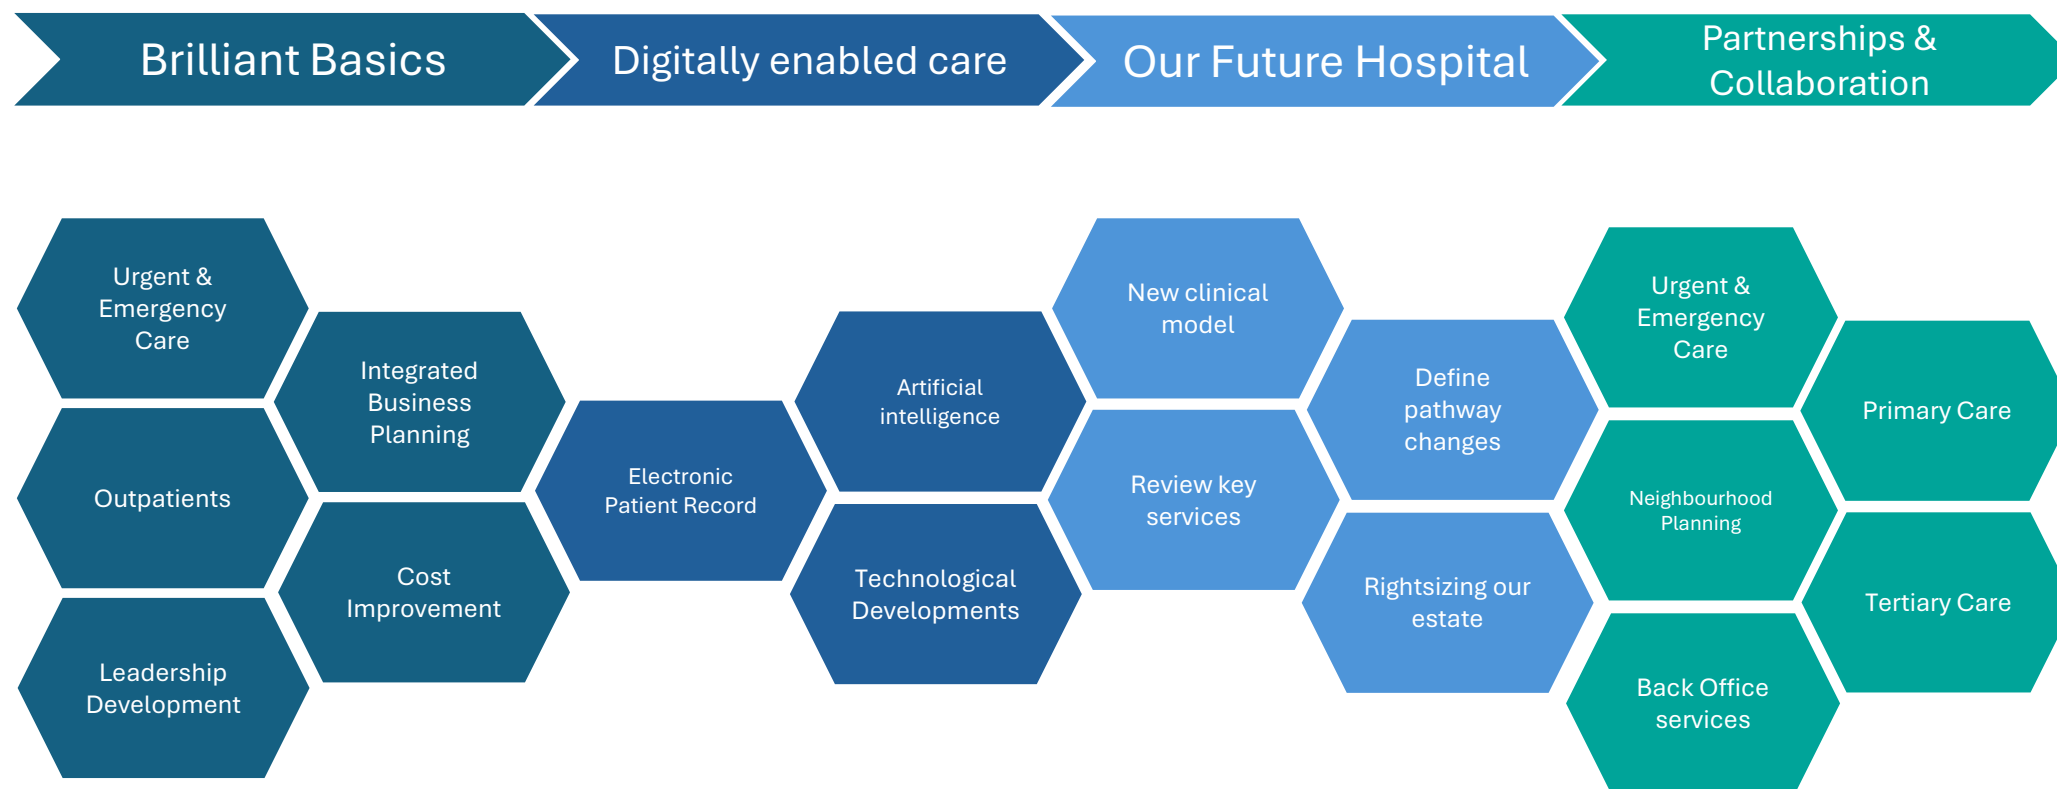 Brilliant Basics
Digitally enabled care
Our Future Hospital
Partnerships &
Collaboration
Urgent &
Emergency
Care
Outpatients
Leadership
Development
Integrated
Business
Planning
Cost
Improvement
Electronic
Patient Record
Artificial
intelligence
Technological
Developments
New clinical
model
Review key
services
Define
pathway
changes
Rightsizing our
estate
Urgent &
Emergency
Care
Neighbourhood
Planning
Back Office
services
Primary Care
Tertiary Care